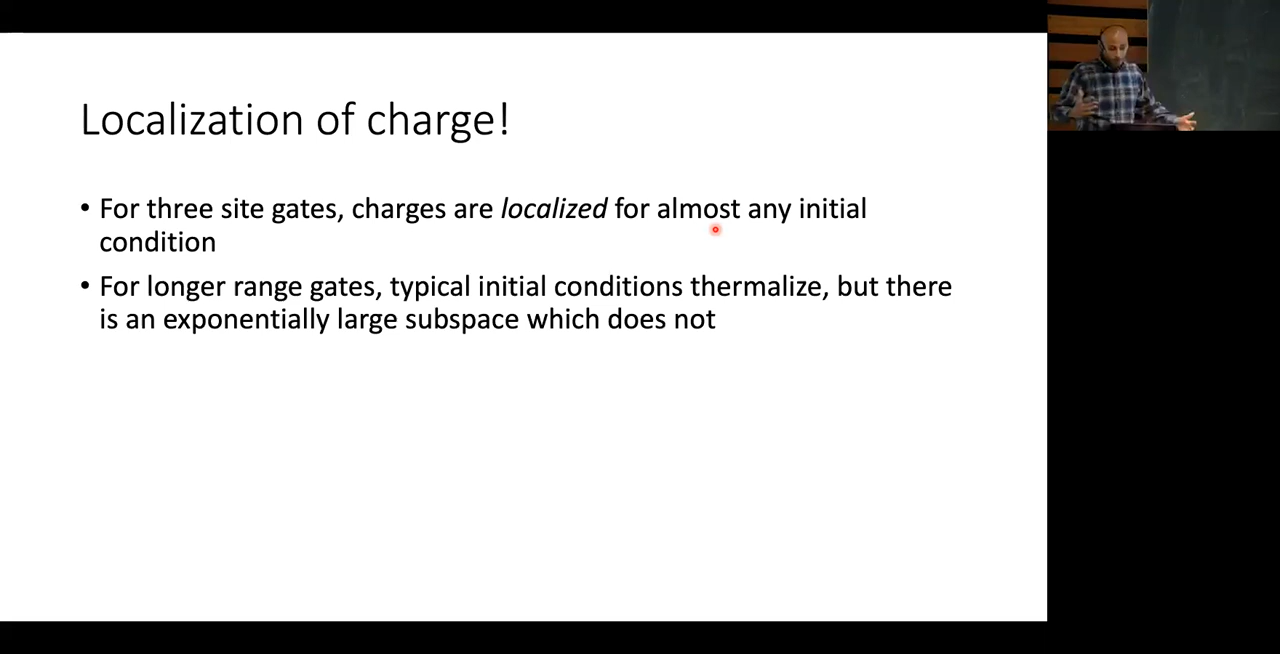 Localization of charge!
• For three site gates, charges are localized for almost any initial
condition
• For longer range gates, typical initial conditions thermalize, but there
is an exponentially large subspace which does not